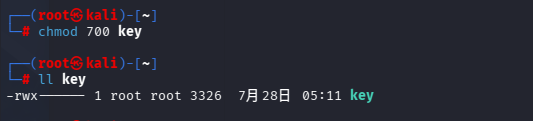 ┌──(root㉿kali)-[~]
└─# chmod 700 key
┌──(root㉿kali)-[~]
└─# ll key
-rwx------ 1 root root 3326  7月28日 05:11 key